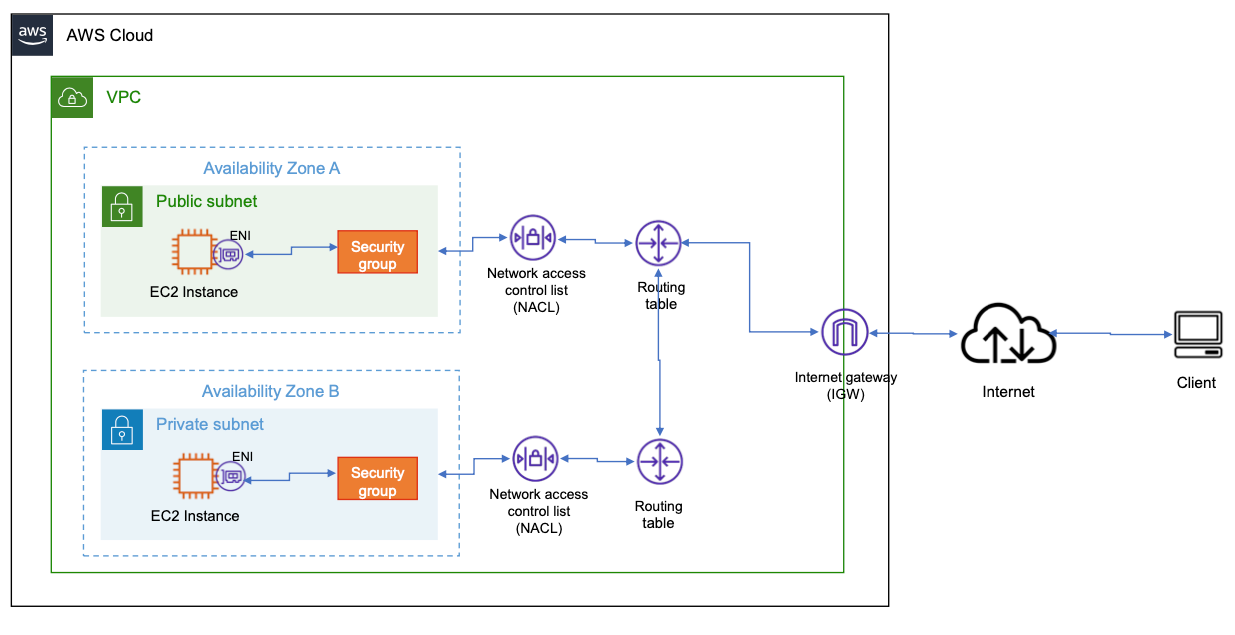 aws
AWS Cloud
VPC
Availability Zone A
Public subnet
ENI
EC2 Instance
Security
group
Network access
control list
(NACL)
Routing
table
Internet gateway
(IGW)
Internet
Client
Availability Zone B
Private subnet
ENI
EC2 Instance
Security
group
Network access
control list
(NACL)
Routing
table